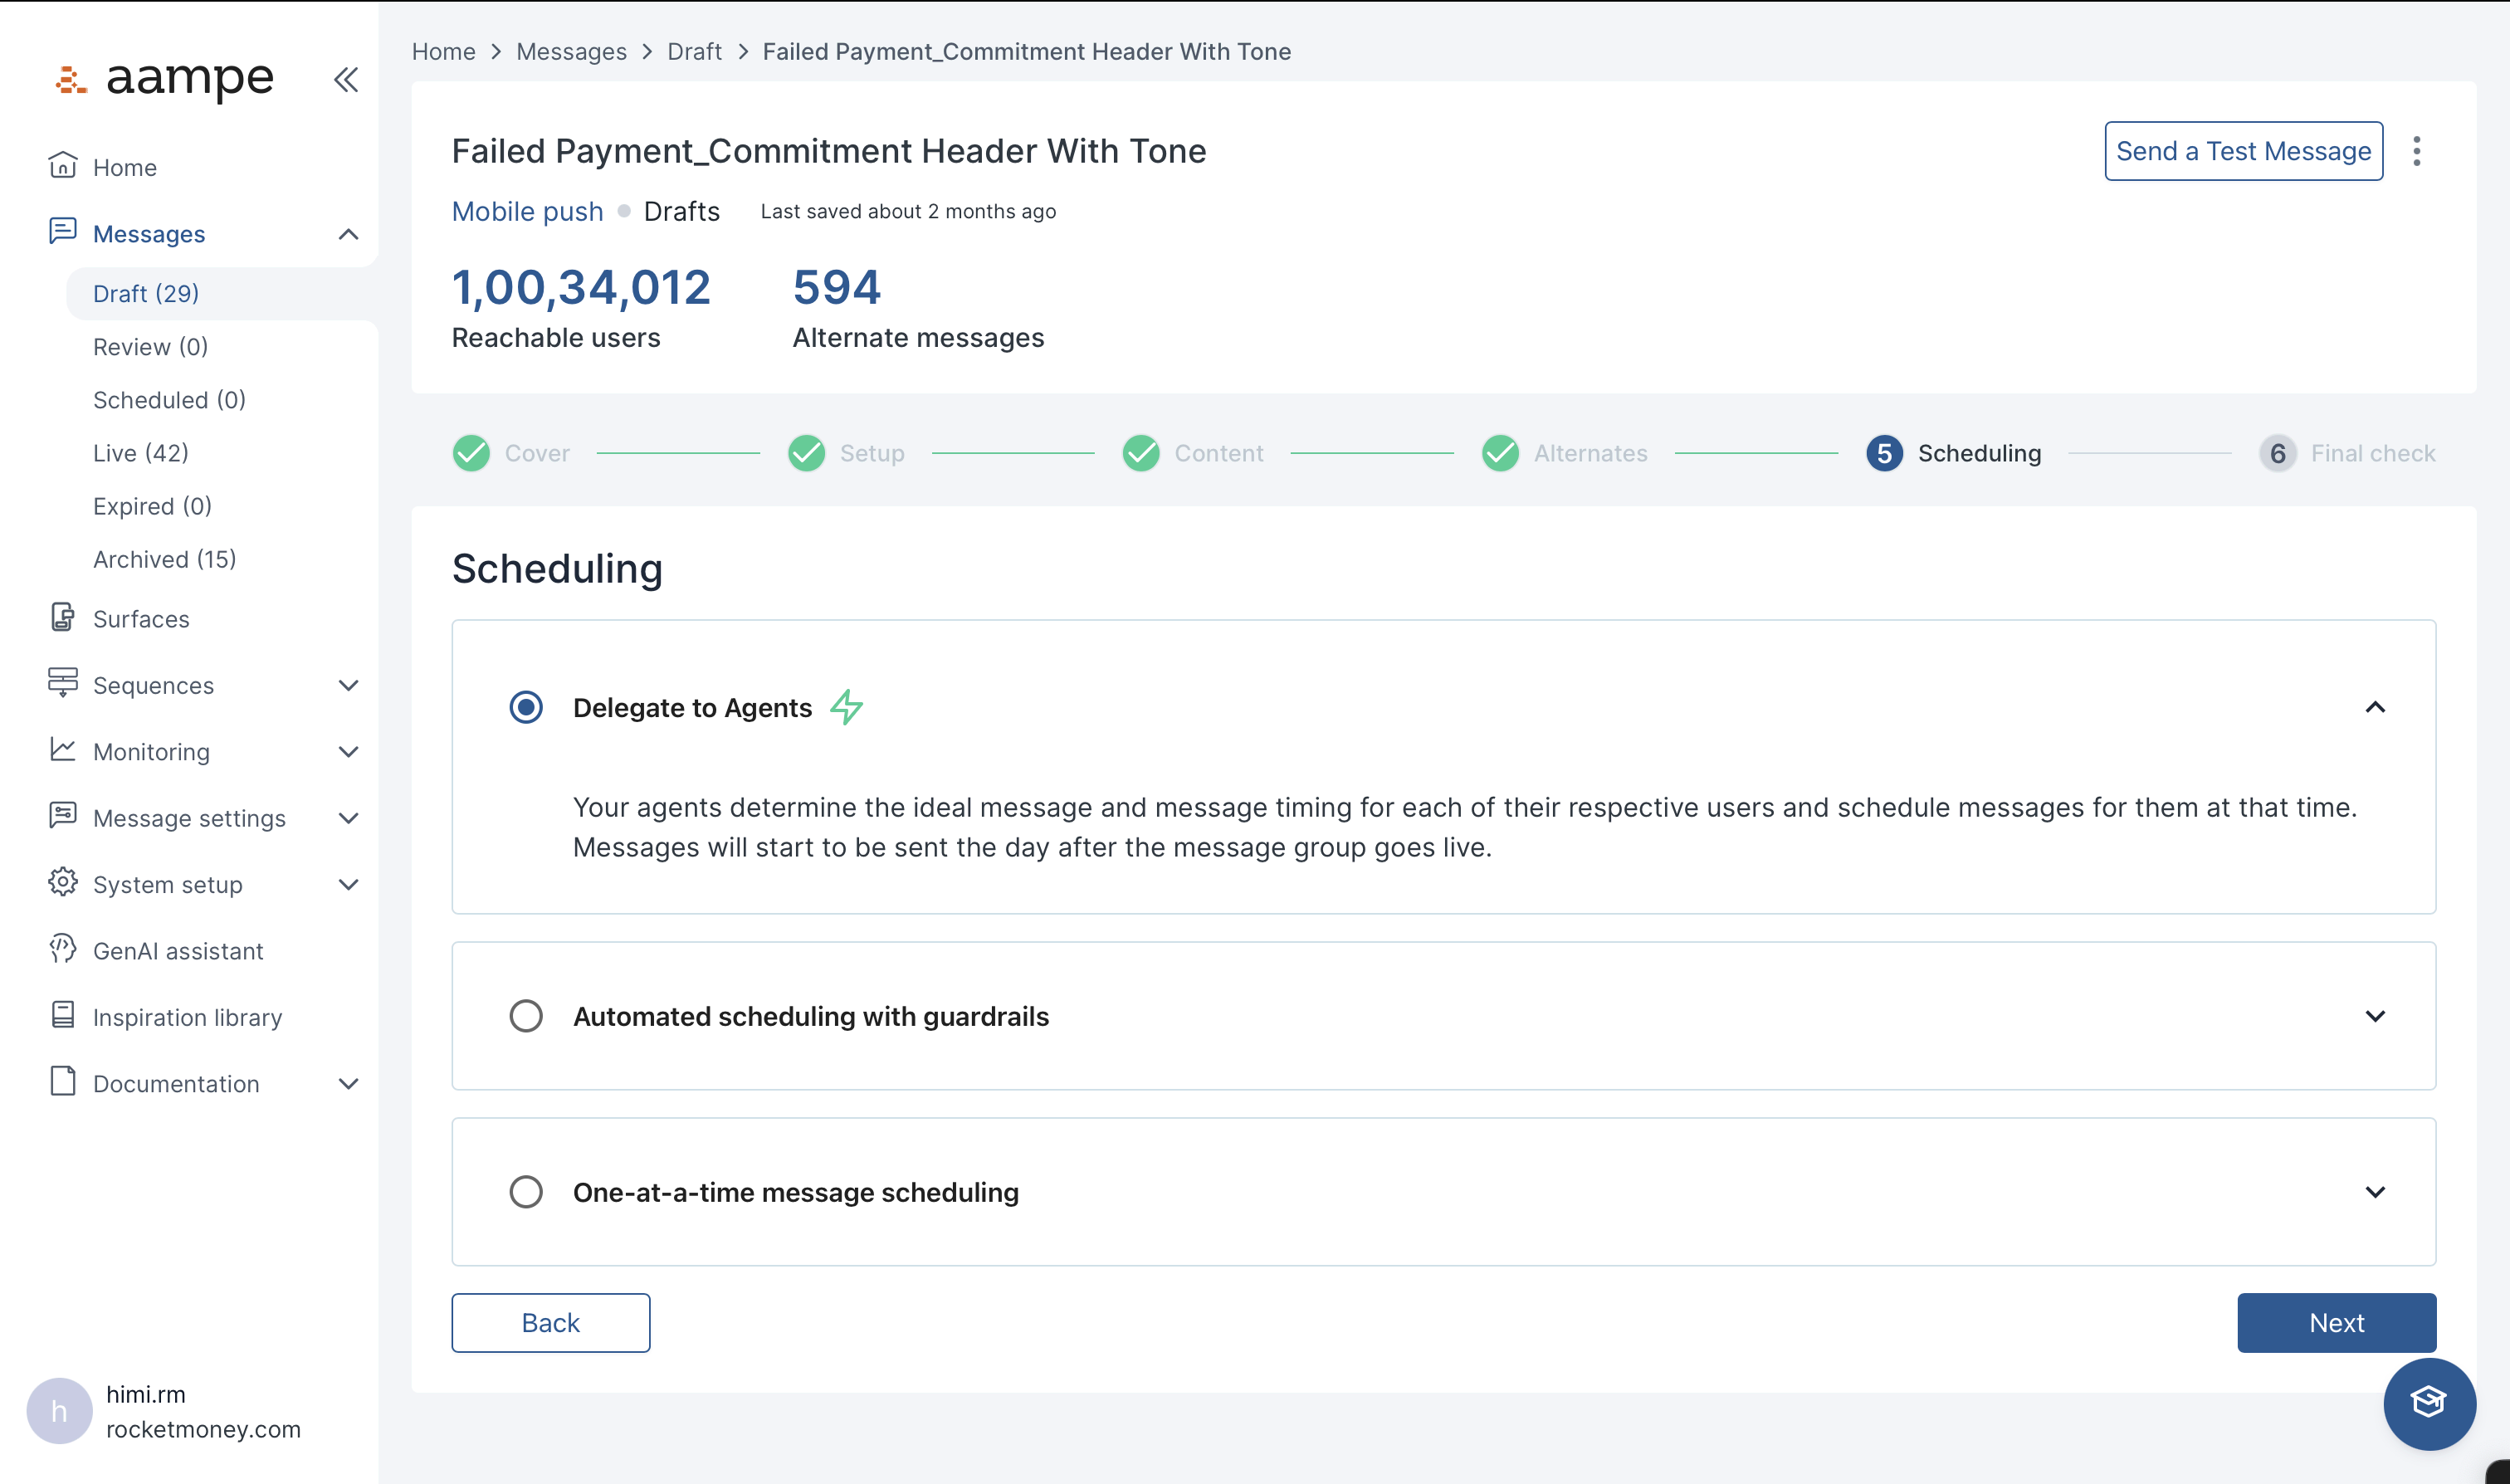 aampe
Home
Messages
Draft (29)
Review (0)
Scheduled (0)
Live (42)
Expired (0)
Archived (15)
Surfaces
Sequences
Monitoring
Message settings
System setup
GenAI assistant
Inspiration library
Documentation
h
himi.rm
rocketmoney.com
Home > Messages > Draft > Failed Payment_Commitment Header With Tone
Failed Payment_Commitment Header With Tone
Send a Test Message
Mobile push Drafts Last saved about 2 months ago
1,00,34,012 594
Reachable users Alternate messages
Cover Setup Content Alternates 5 Scheduling 6 Final check
Scheduling
Delegate to Agents
Your agents determine the ideal message and message timing for each of their respective users and schedule messages for them at that time.
Messages will start to be sent the day after the message group goes live.
Automated scheduling with guardrails
One-at-a-time message scheduling
Back Next